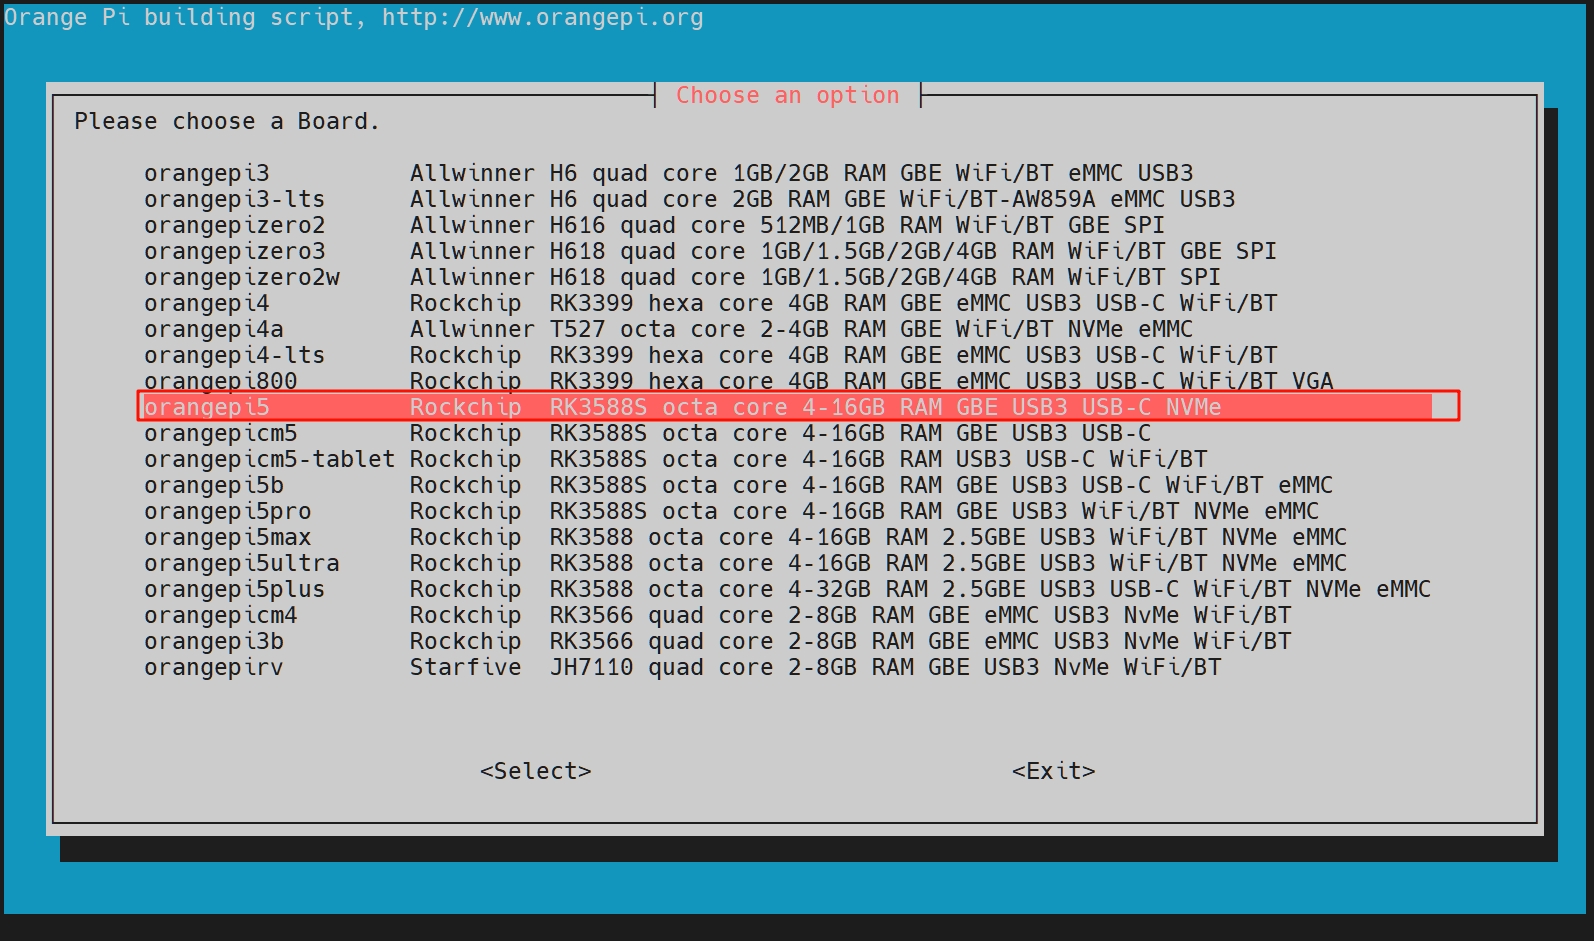 Orange Pi building script, http://www.orangepi.org
Choose an option
Please choose a Board.
orangepi3 Allwinner H6 quad core 1GB/2GB RAM GBE WiFi/BT eMMC USB3
orangepi3-lts Allwinner H6 quad core 2GB RAM GBE WiFi/BT-AW859A eMMC USB3
orangepizero2 Allwinner H616 quad core 512MB/1GB RAM WiFi/BT GBE SPI
orangepizero3 Allwinner H618 quad core 1GB/1.5GB/2GB/4GB RAM WiFi/BT GBE SPI
orangepizero2w Allwinner H618 quad core 1GB/1.5GB/2GB/4GB RAM WiFi/BT SPI
orangepi4 Rockchip RK3399 hexa core 4GB RAM GBE eMMC USB3 USB-C WiFi/BT
orangepi4a Allwinner T527 octa core 2-4GB RAM GBE WiFi/BT NVMe eMMC
orangepi4-lts Rockchip RK3399 hexa core 4GB RAM GBE eMMC USB3 USB-C WiFi/BT
orangepi800 Rockchip RK3399 hexa core 4GB RAM GBE eMMC USB3 USB-C WiFi/BT VGA
orangepi5 Rockchip RK3588S octa core 4-16GB RAM GBE USB3 USB-C NVMe
orangepicm5 Rockchip RK3588S octa core 4-16GB RAM GBE USB3 USB-C
orangepicm5-tablet Rockchip RK3588S octa core 4-16GB RAM USB3 USB-C WiFi/BT
orangepi5b Rockchip RK3588S octa core 4-16GB RAM GBE USB3 USB-C WiFi/BT eMMC
orangepi5pro Rockchip RK3588S octa core 4-16GB RAM GBE USB3 WiFi/BT NVMe eMMC
orangepi5max Rockchip RK3588 octa core 4-16GB RAM 2.5GBE USB3 WiFi/BT NVMe eMMC
orangepi5ultra Rockchip RK3588 octa core 4-16GB RAM 2.5GBE USB3 WiFi/BT NVMe eMMC
orangepi5plus Rockchip RK3588 octa core 4-32GB RAM 2.5GBE USB3 USB-C WiFi/BT NVMe eMMC
orangepicm4 Rockchip RK3566 quad core 2-8GB RAM GBE eMMC USB3 NvMe WiFi/BT
orangepi3b Rockchip RK3566 quad core 2-8GB RAM GBE eMMC USB3 NvMe WiFi/BT
orangepirv Starfive JH7110 quad core 2-8GB RAM GBE USB3 NvMe WiFi/BT
<Select> <Exit>